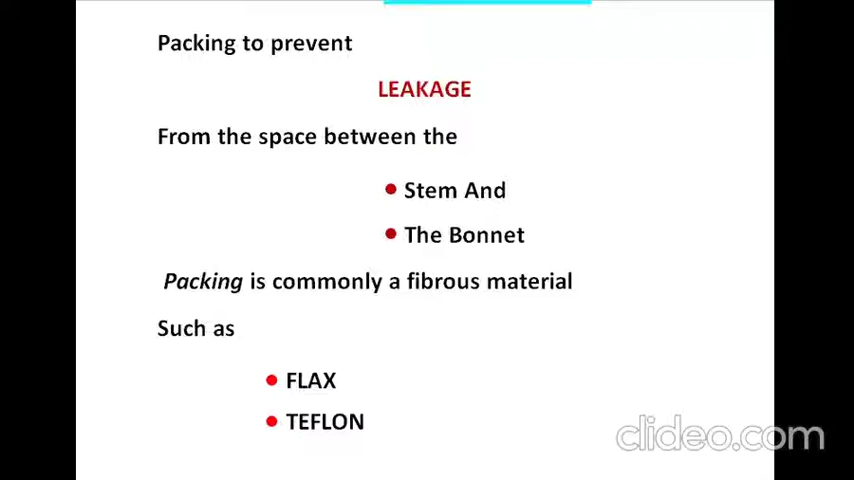 Packing to prevent
LEAKAGE
From the space between the
• Stem And
• The Bonnet
Packing is commonly a fibrous material
Such as
• FLAX
• TEFLON
clideo.com